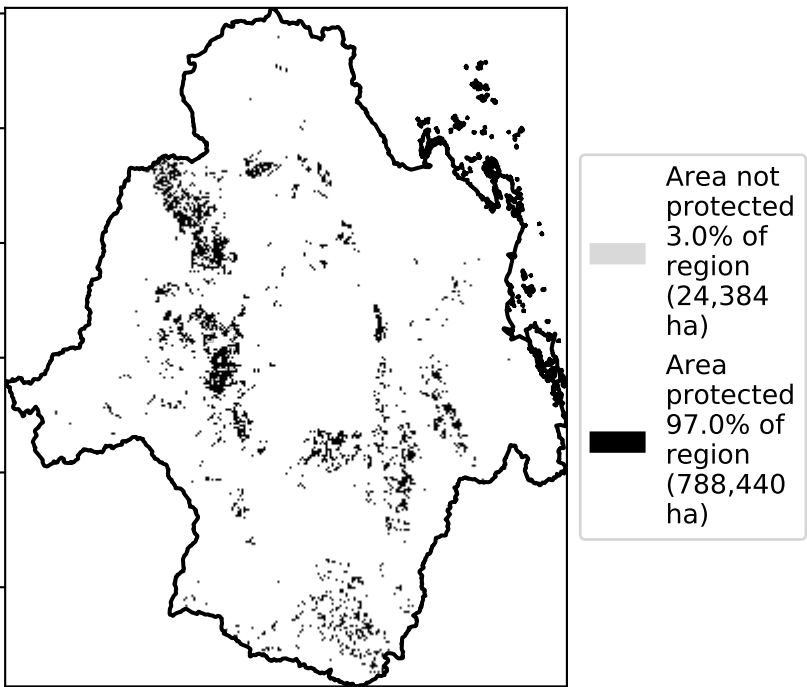 Area not
protected
3.0% of
region
(24,384
ha)
Area
protected
97.0% of
region
(788,440
ha)